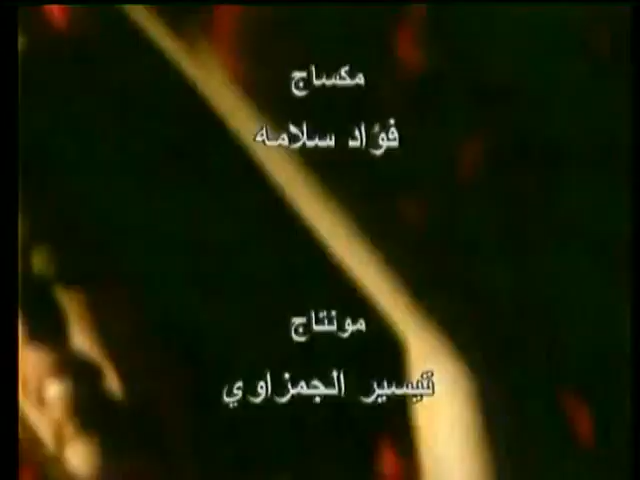 مكساج
فؤاد سلامه
مونتاج
تيسير الجمزاوي